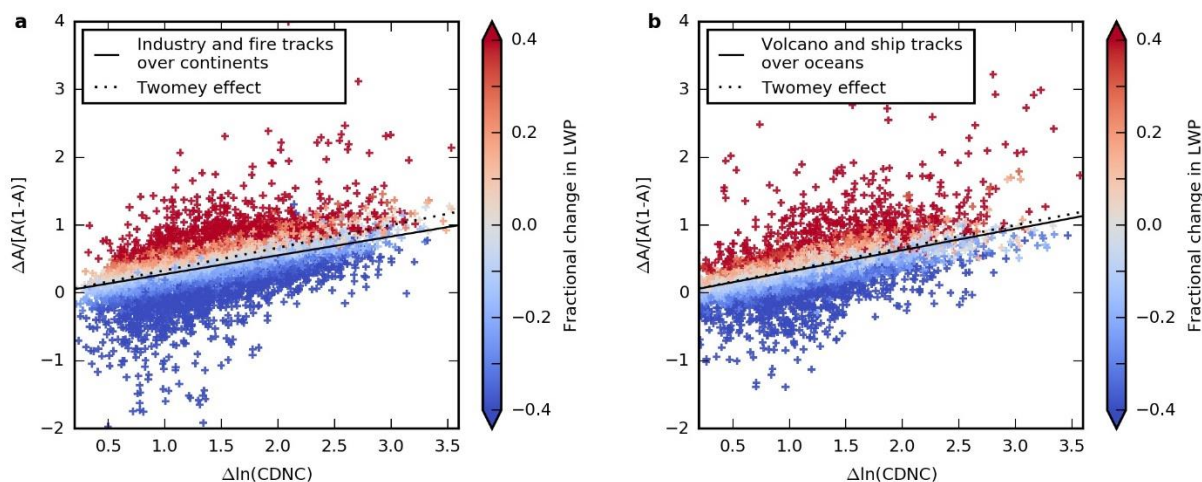 a
Industry and fire tracks
over continents
Twomey effect
4
3
2
1
0
−1
−2
ΔA/[A(1-A)]
0.5 1.0 1.5 2.0 2.5 3.0 3.5
Δln(CDNC)
0.4
0.2
0.0
−0.2
−0.4
Fractional change in LWP
b
Volcano and ship tracks
over oceans
Twomey effect
4
3
2
1
0
−1
−2
ΔA/[A(1-A)]
0.5 1.0 1.5 2.0 2.5 3.0 3.5
Δln(CDNC)
0.4
0.2
0.0
−0.2
−0.4
Fractional change in LWP